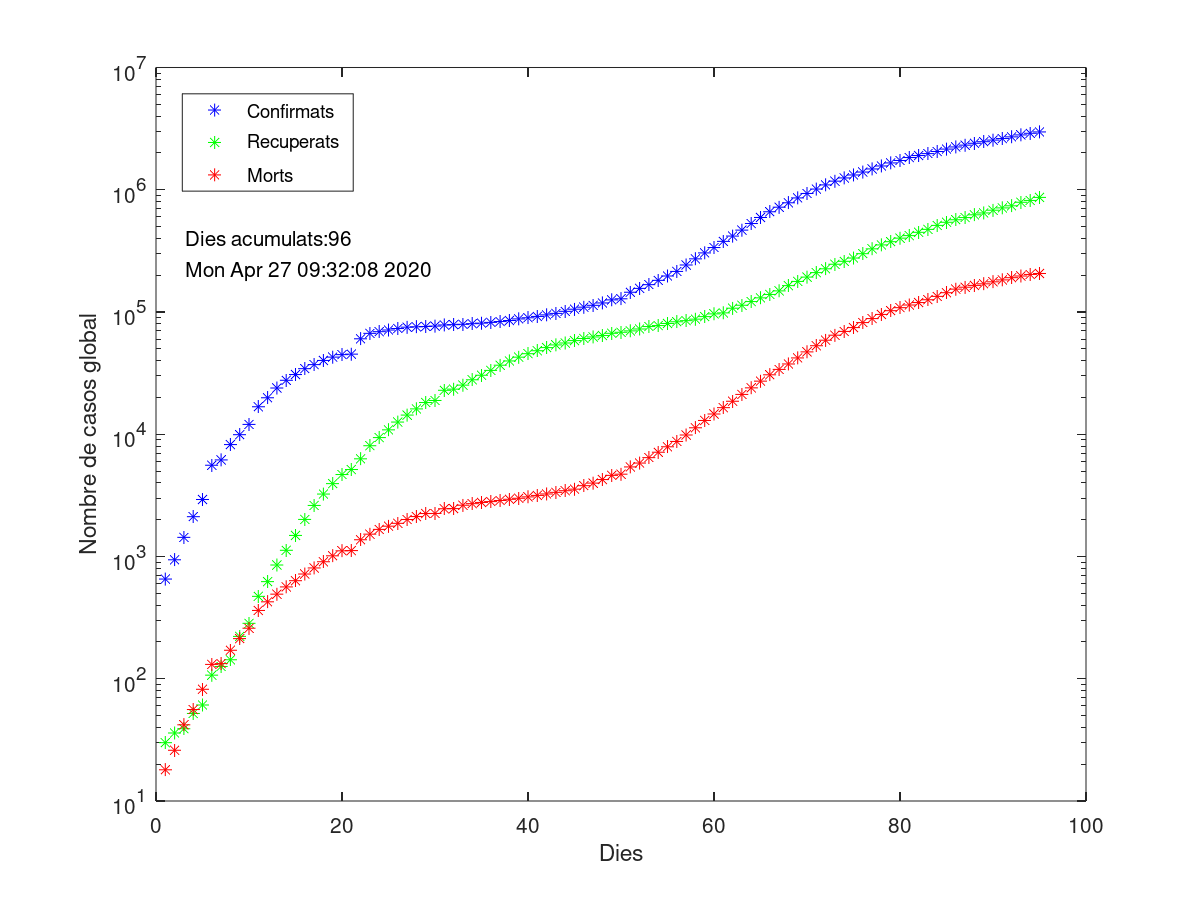 10^7
10^6
10^5
10^4
10^3
10^2
10^1
Nombre de casos global
Confirmats
Recuperats
Morts
Dies acumulats:96
Mon Apr 27 09:32:08 2020
0 20 40 60 80 100
Dies